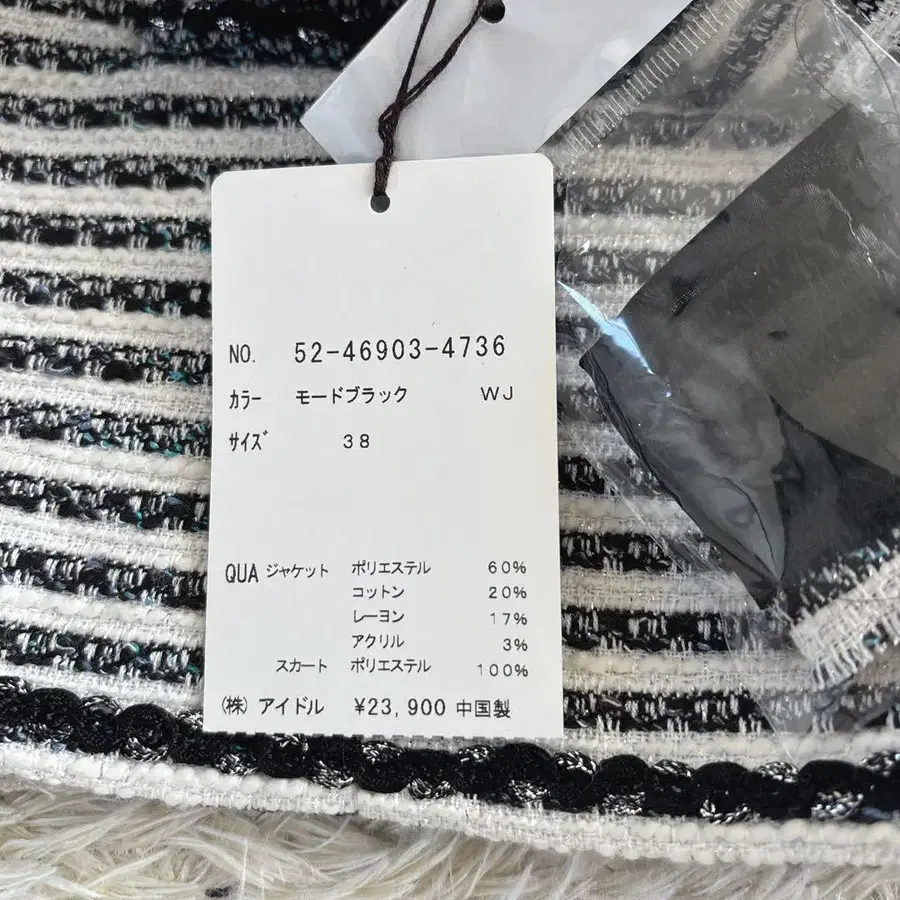 NO. 52-46903-4736
カラー モードブラック WJ
サイズ 38
QUA ジャケット ポリエステル 60%
コットン 20%
レーヨン 17%
アクリル 3%
スカート ポリエステル 100%
(株) アイドル ¥23,900 中国製